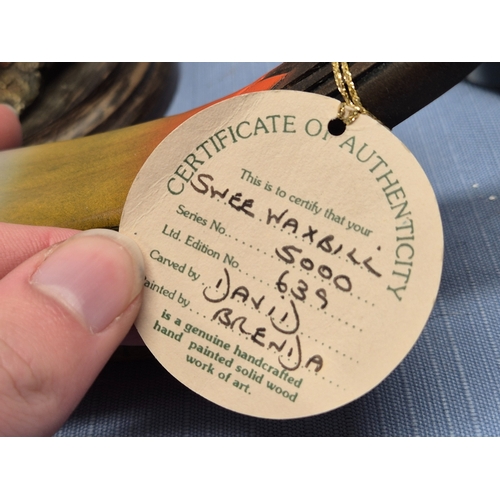 CERTIFICATE OF AUTHENTICITY
This is to certify that your
SWEE WAXBILL
Series No. 5000
Ltd. Edition No. 639
Carved by DAVID
Painted by BRENDA
is a genuine handcrafted
hand painted solid wood
work of art.